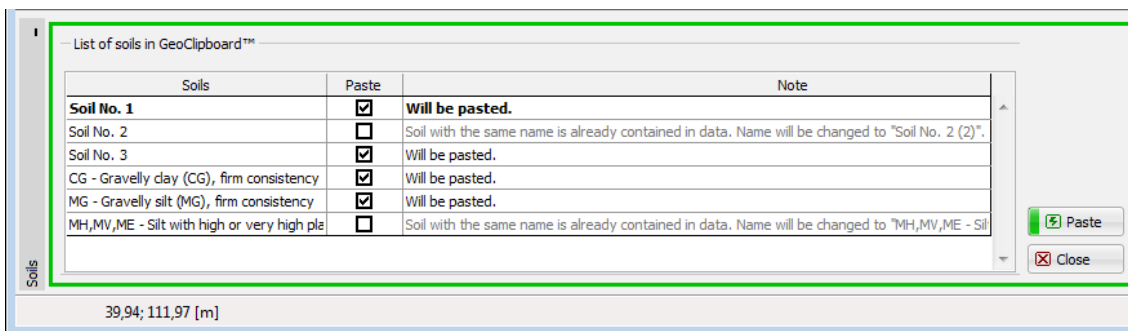 List of soils in GeoClipboard™
Soils Paste Note
Soil No. 1 Will be pasted.
Soil No. 2 Soil with the same name is already contained in data. Name will be changed to "Soil No. 2 (2)".
Soil No. 3 Will be pasted.
CG - Gravelly clay (CG), firm consistency Will be pasted.
MG - Gravelly silt (MG), firm consistency Will be pasted.
MH,MV,ME - Silt with high or very high pla Soil with the same name is already contained in data. Name will be changed to "MH,MV,ME - Sil
Paste
Close
Soils
39,94; 111,97 [m]